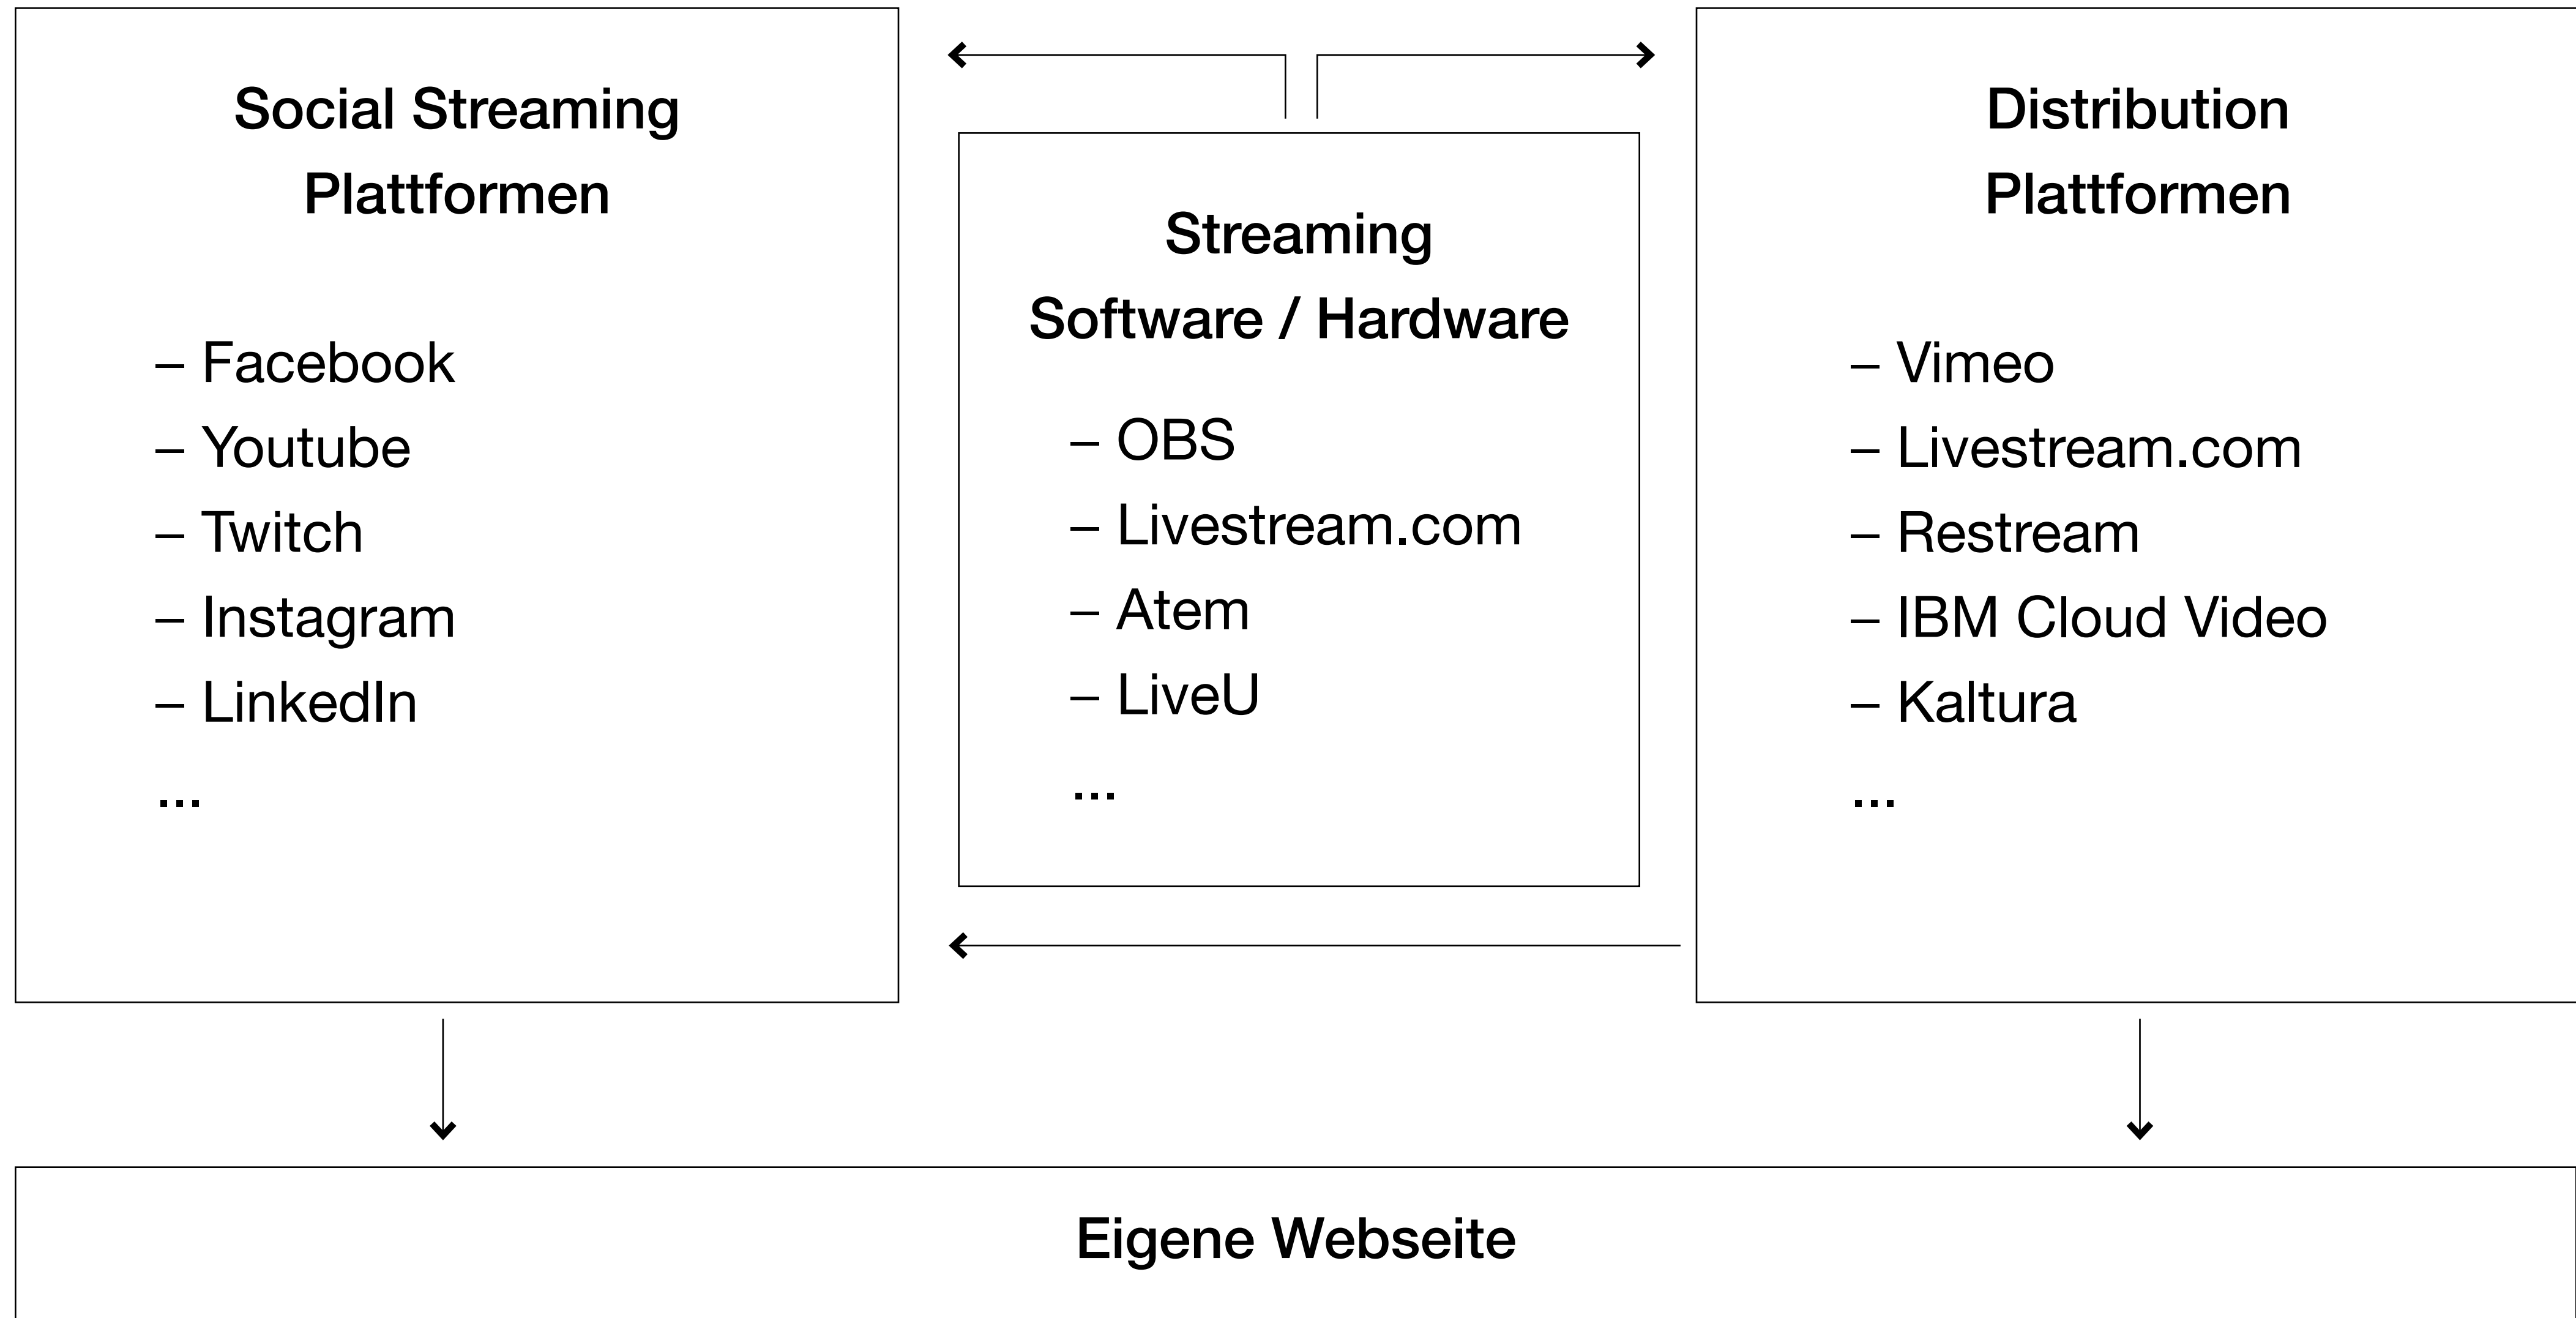 Social Streaming
Plattformen
– Facebook
– Youtube
– Twitch
– Instagram
– LinkedIn
...
Streaming
Software / Hardware
– OBS
– Livestream.com
– Atem
– LiveU
...
Distribution
Plattformen
– Vimeo
– Livestream.com
– Restream
– IBM Cloud Video
– Kaltura
...
Eigene Webseite